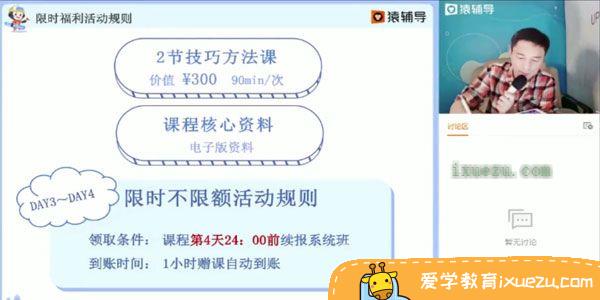 限时福利活动规则
猿辅导
2节技巧方法课
价值 ¥300 90min/次
课程核心资料
电子版资料
DAY3~DAY4
限时不限额活动规则
领取条件: 课程第4天24:00前续报系统班
到账时间: 1小时赠课自动到账
猿辅导
讨论区
ixuezu.com
暂无讨论
爱学教育ixuezu.com